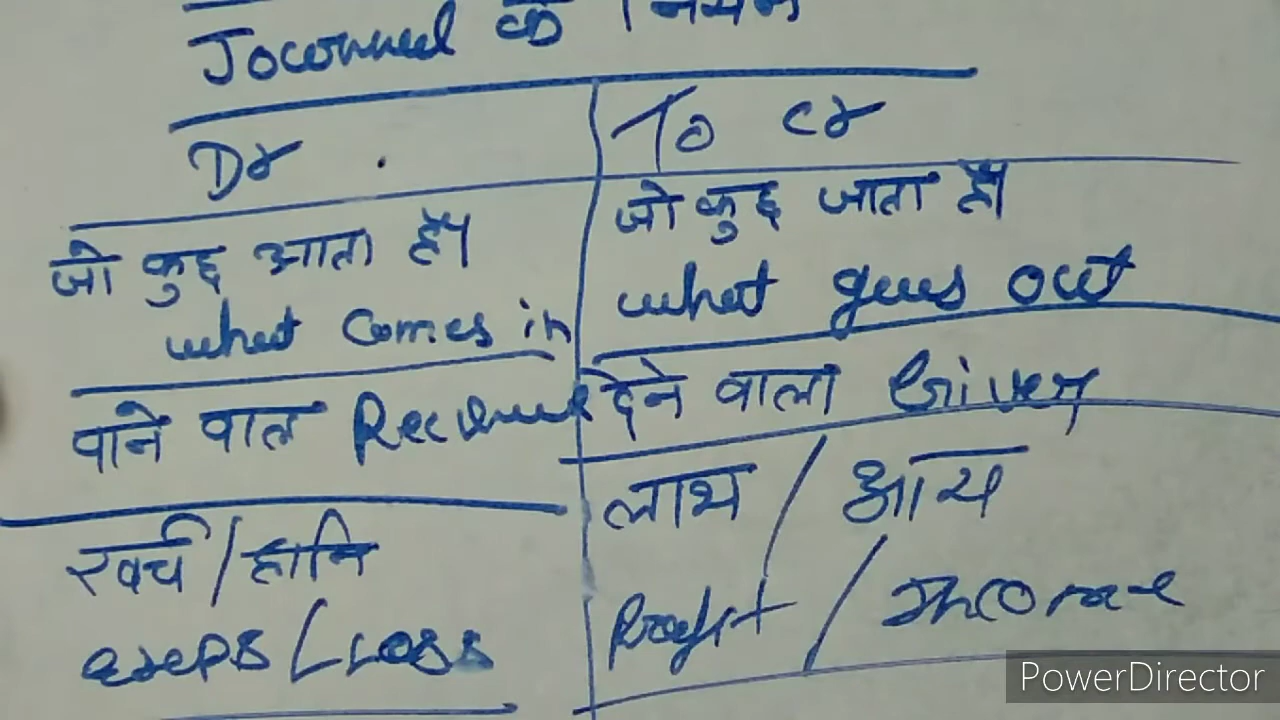 Journal के नियम
Dr.
To Cr
जो कुछ आता है।
what comes in
जो कुछ जाता है।
what goes out
पाने वाल Receiver
देने वाला Giver
खर्च/हानि
exeps/Loss
लाभ / आय
Profit / Income
PowerDirector